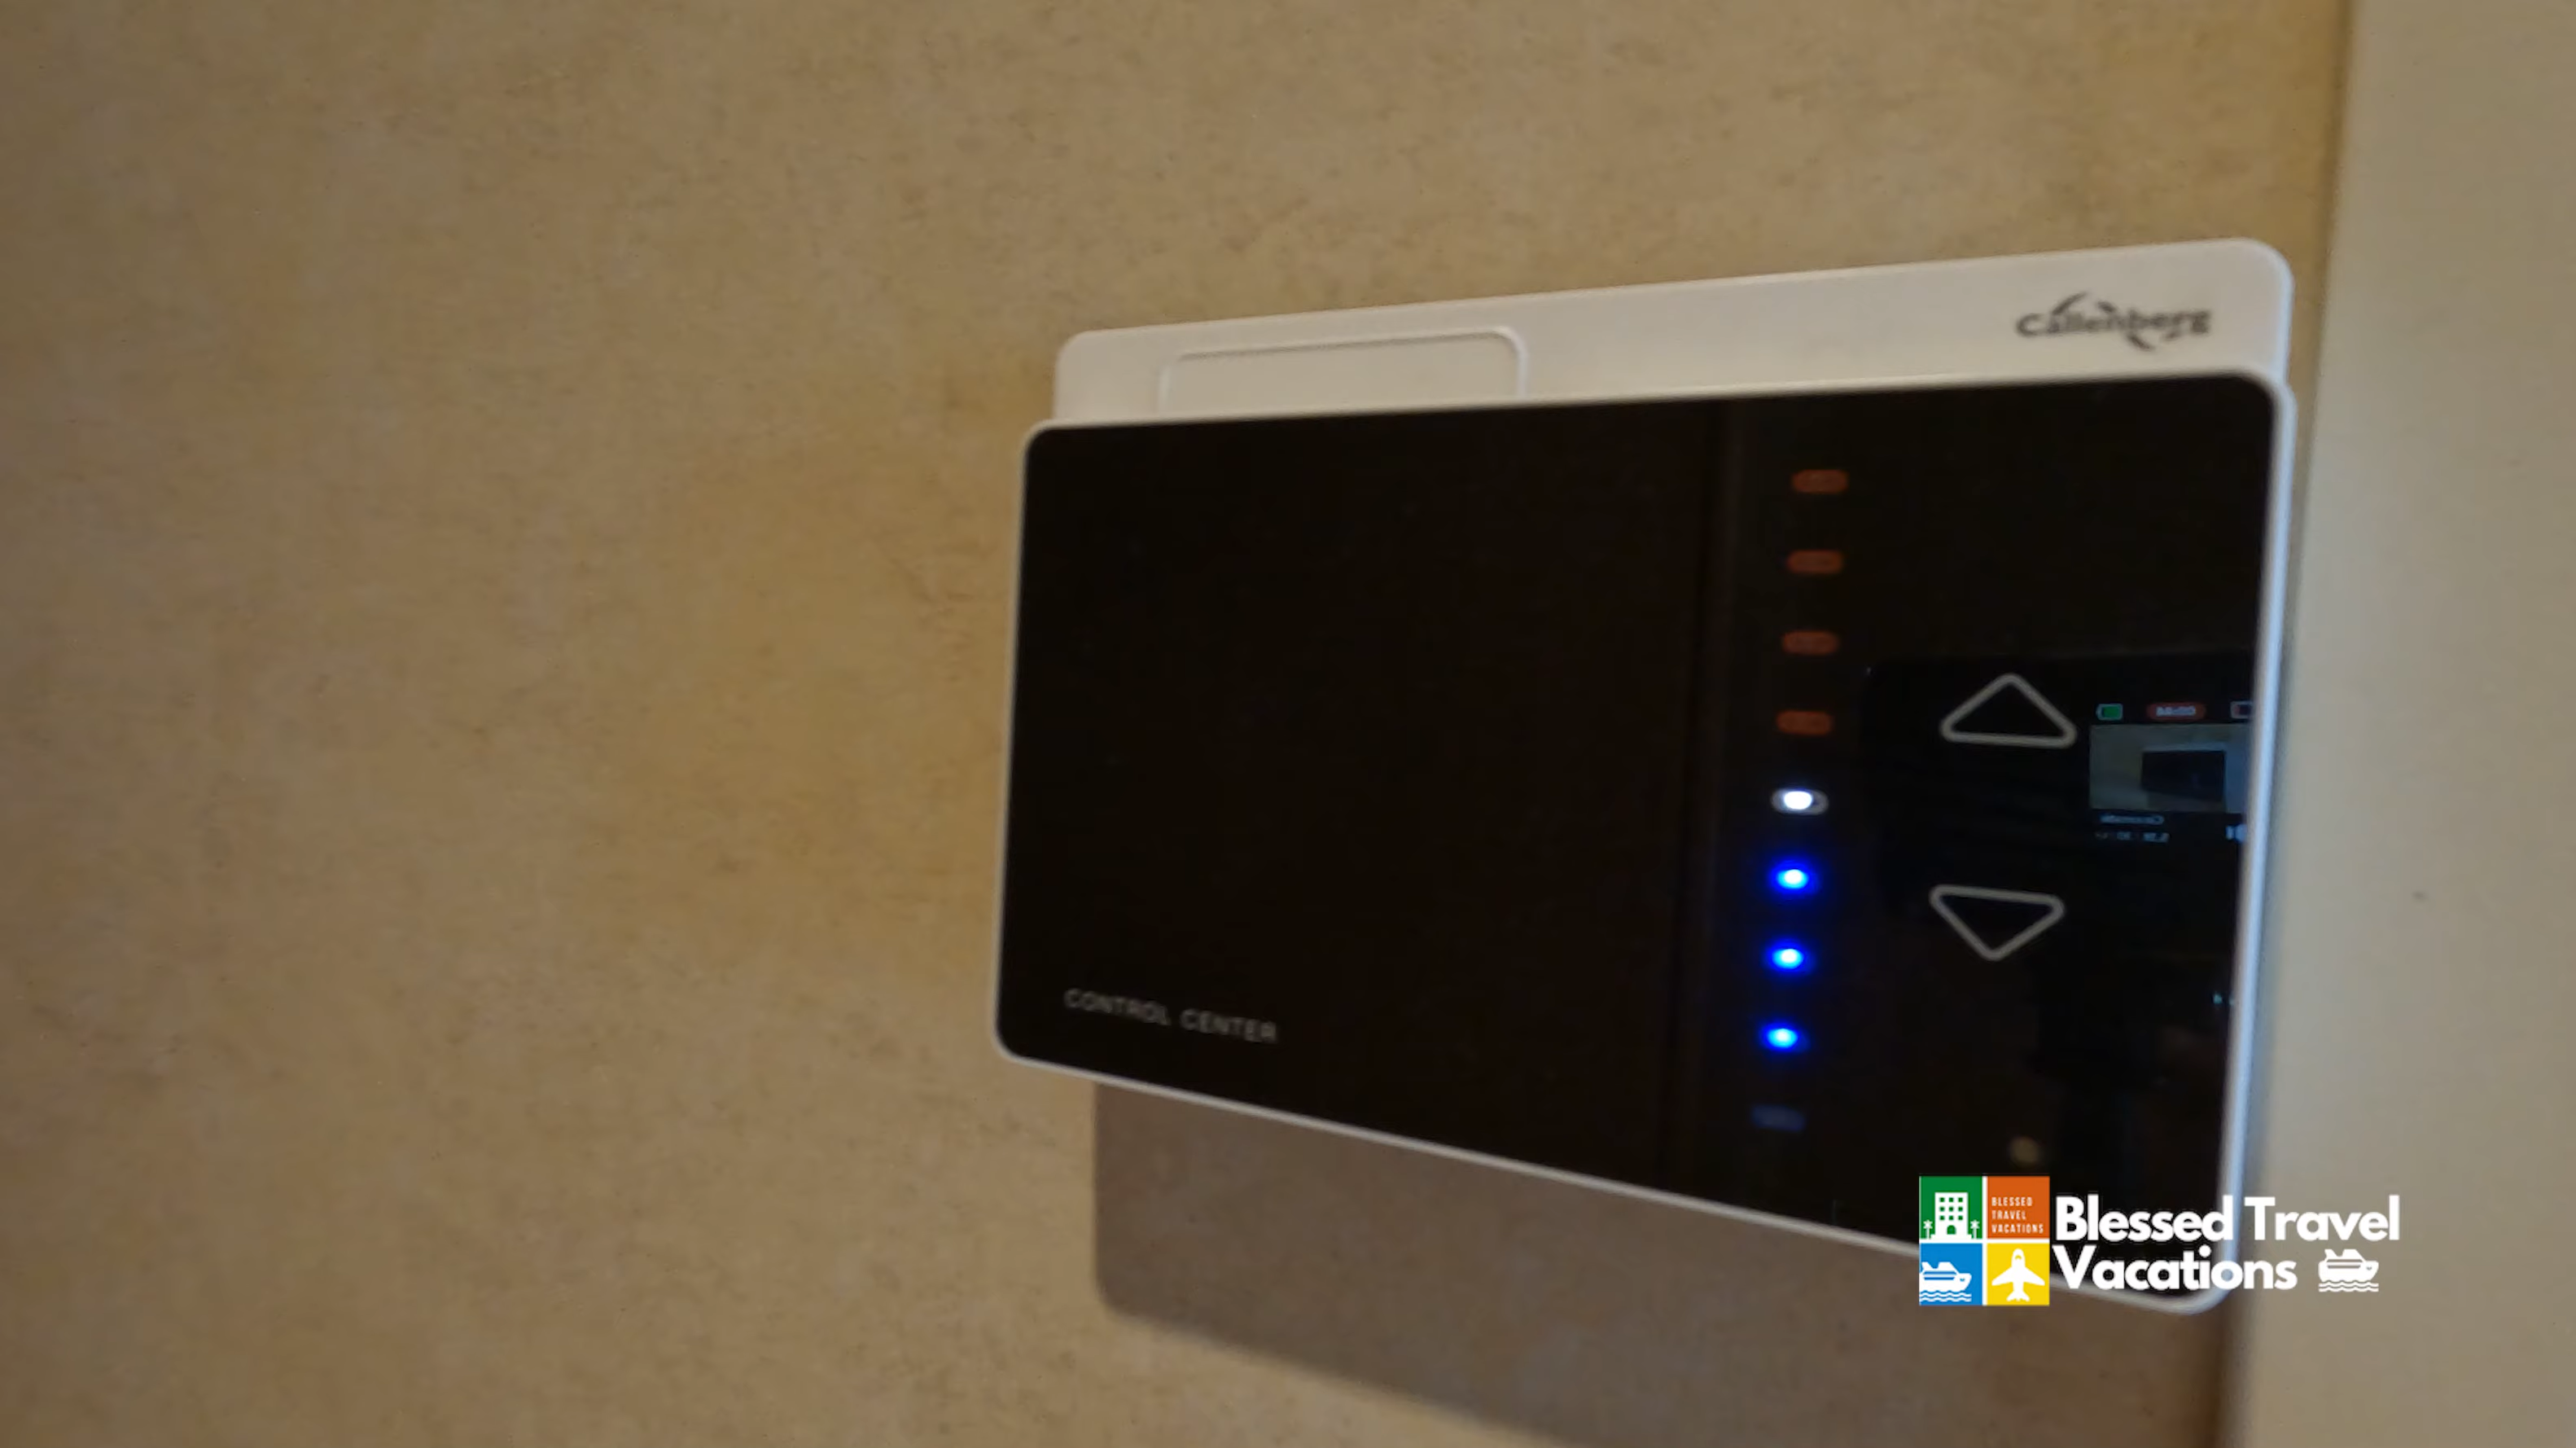 Callenberg
CONTROL CENTER
BLESSED
TRAVEL
VACATIONS
Blessed Travel
Vacations